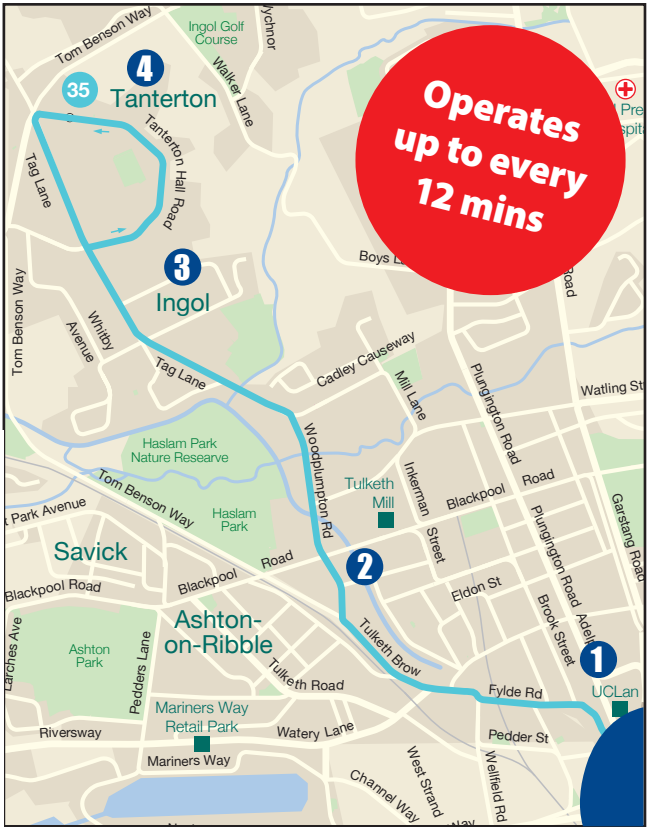 Tom Benson Way
Ingol Golf
Course
Walker Lane
4
35
Tanterton
Tanterton Hall Road
Tag Lane
Operates
up to every
12 mins
3
Ingol
Tom Benson Way
Whitby
Avenue
Tag Lane
Cadley Causeway
Mill Lane
Boys
Road
Plungington Road
Watling St
Haslam Park
Nature Researve
Woodplumpton Rd
Tulketh
Mill
Inkerman
Street
Blackpool Road
Tom Benson Way
Haslam
Park
Park Avenue
Savick
Blackpool Road
Blackpool Road
2
Eldon St
Plungington Road
Garstang Road
Brook Street
Adelp
Larches Ave
Ashton
Park
Pedders Lane
Ashton-
on-Ribble
Tulketh Brow
Tulketh Road
1
UCLan
Fylde Rd
Mariners Way
Retail Park
Riversway
Watery Lane
Pedder St
Mariners Way
West Strand
Wellfield Rd
Channel Way
Way